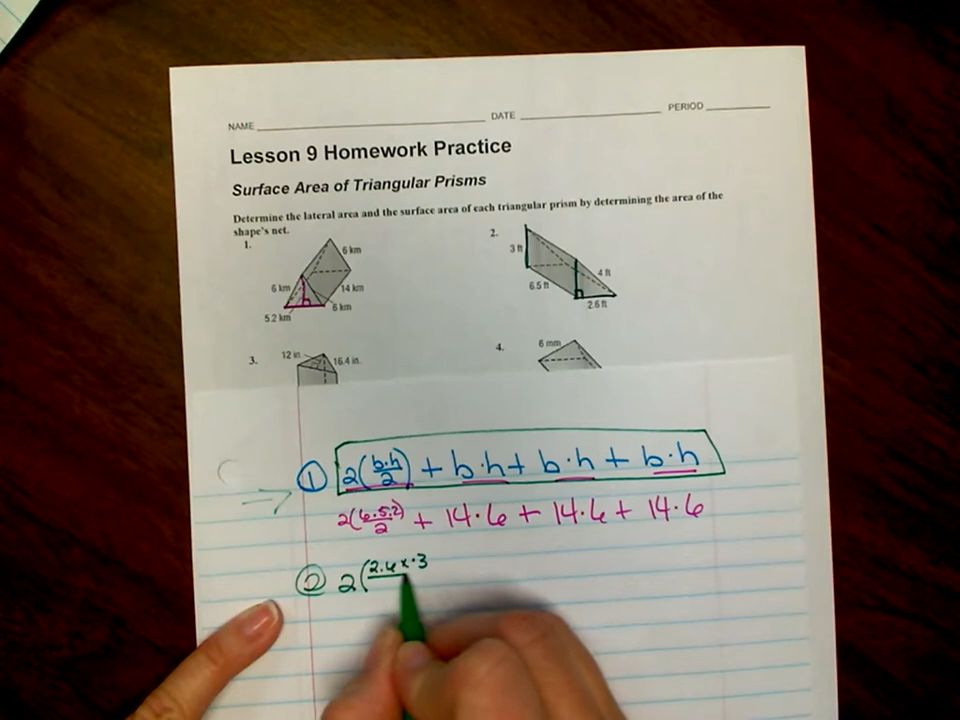 NAME DATE PERIOD
Lesson 9 Homework Practice
Surface Area of Triangular Prisms
Determine the lateral area and the surface area of each triangular prism by determining the area of the
shape's net.
1.
6 km
6 km
14 km
6 km
5.2 km
2.
3 ft
4 ft
6.5 ft
2.6 ft
3.
12 in.
16.4 in.
4.
6 mm
① 2(b·h/2) + b·h + b·h + b·h
2(6·5.2/2) + 14·6 + 14·6 + 14·6
② 2(2.6 x·3